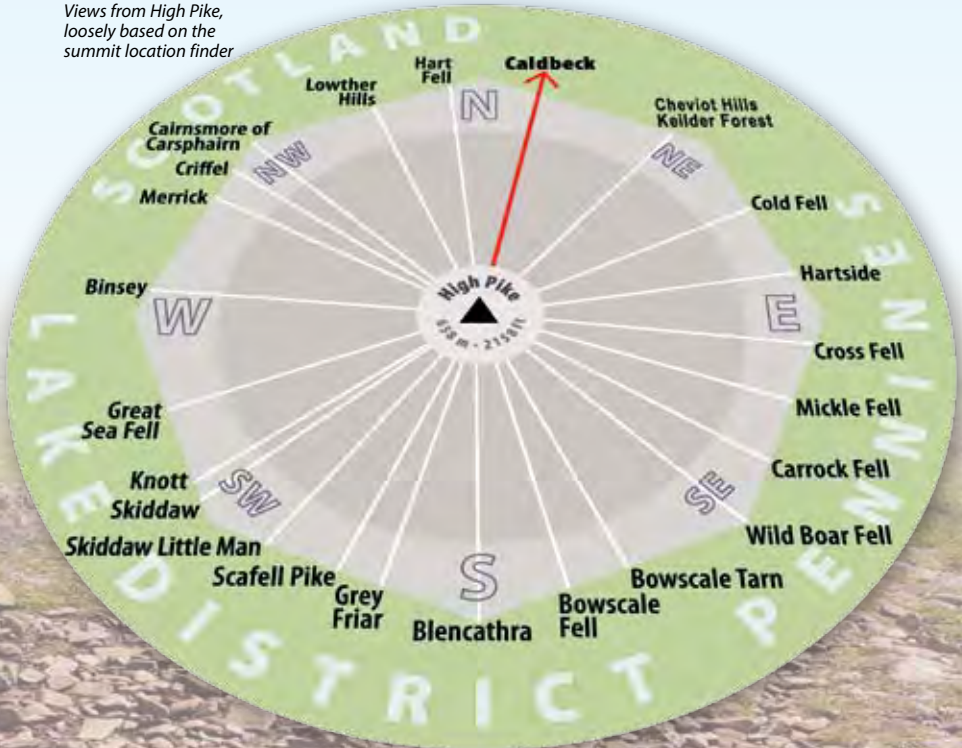 Views from High Pike,
loosely based on the
summit location finder
SCOTLAND
Hart
Fell
Caldbeck
Lowther
Hills
N
Cheviot Hills
Keilder Forest
Cairnsmore of
Carsphairn
NW
NE
Criffel
Merrick
Cold Fell
Hartside
Binsey
W
High Pike
658m - 2158ft
E
Cross Fell
Great
Sea Fell
Mickle Fell
Carrock Fell
Knott
SW
SE
Skiddaw
Wild Boar Fell
Skiddaw Little Man
Scafell Pike
Bowscale Tarn
Grey
Friar
S
Bowscale
Fell
Blencathra
LAKE DISTRICT
PENNINES